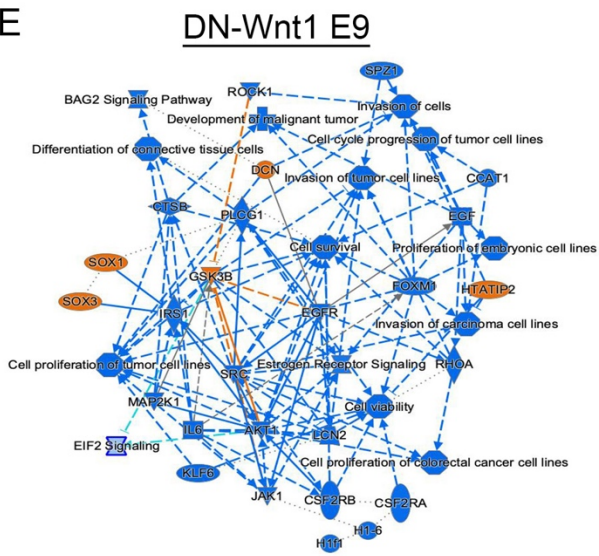 E
DN-Wnt1 E9
SPZ1
ROCK1
BAG2 Signaling Pathway
Invasion of cells
Development of malignant tumor
Cell cycle progression of tumor cell lines
Differentiation of connective tissue cells
DCN
Invasion of tumor cell lines
CCAT1
CTSB
PLCG1
EGF
Cell survival
Proliferation of embryonic cell lines
SOX1
GSK3B
FOXM1
HTATIP2
SOX3
IRS1
EGFR
Invasion of carcinoma cell lines
Cell proliferation of tumor cell lines
SRC
Estrogen Receptor Signaling
RHOA
MAP2K1
Cell viability
IL6
AKT1
LCN2
EIF2 Signaling
Cell proliferation of colorectal cancer cell lines
KLF6
JAK1
CSF2RB
CSF2RA
H1-6
H1f1